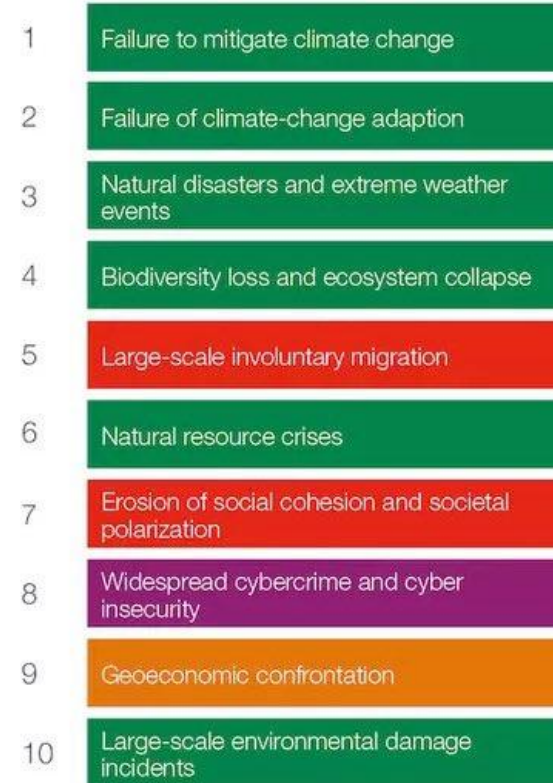 1 Failure to mitigate climate change
2 Failure of climate-change adaption
3 Natural disasters and extreme weather
events
4 Biodiversity loss and ecosystem collapse
5 Large-scale involuntary migration
6 Natural resource crises
7 Erosion of social cohesion and societal
polarization
8 Widespread cybercrime and cyber
insecurity
9 Geoeconomic confrontation
10 Large-scale environmental damage
incidents